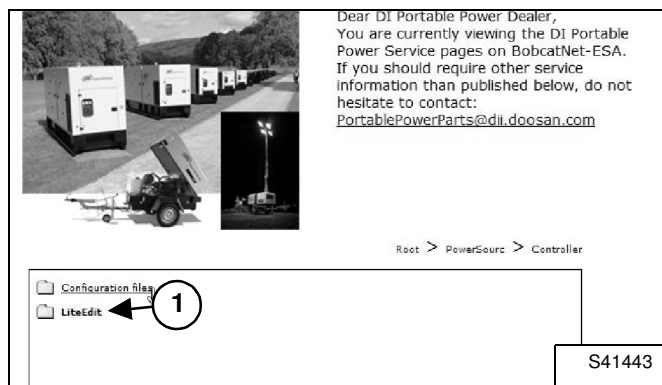 Dear DI Portable Power Dealer,
You are currently viewing the DI Portable
Power Service pages on BobcatNet-ESA.
If you should require other service
information than published below, do not
hesitate to contact:
PortablePowerParts@dii.doosan.com
Root > PowerSourc > Controller
Configuration files
LiteEdit
1
S41443